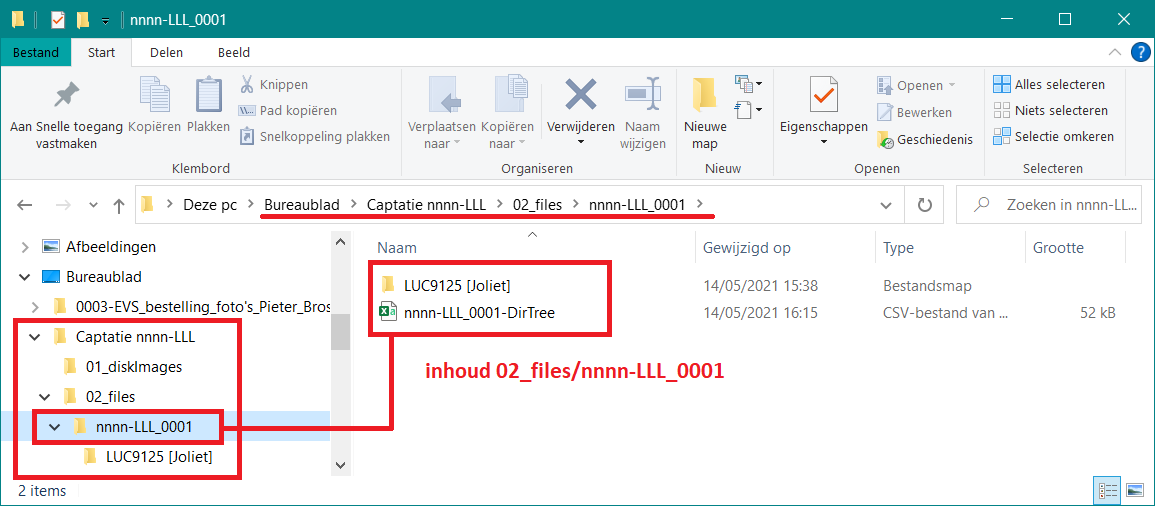 nnnn-LLL_0001
Bestand Start Delen Beeld
?
Aan Snelle toegang vastmaken
Kopiëren
Plakken
Knippen
Pad kopiëren
Snelkoppeling plakken
Klembord
Verplaatsen naar
Kopiëren naar
Verwijderen
Naam wijzigen
Organiseren
Nieuwe map
Nieuw
Eigenschappen
Openen
Bewerken
Geschiedenis
Openen
Alles selecteren
Niets selecteren
Selectie omkeren
Selecteren
Deze pc > Bureaublad > Captatie nnnn-LLL > 02_files > nnnn-LLL_0001 >
Zoeken in nnnn-LL...
Afbeeldingen
Bureaublad
0003-EVS_bestelling_foto's_Pieter_Bros
Captatie nnnn-LLL
01_diskImages
02_files
nnnn-LLL_0001
LUC9125 [Joliet]
Naam Gewijzigd op Type Grootte
LUC9125 [Joliet] 14/05/2021 15:38 Bestandsmap
nnnn-LLL_0001-DirTree 14/05/2021 16:15 CSV-bestand van ... 52 kB
inhoud 02_files/nnnn-LLL_0001
2 items